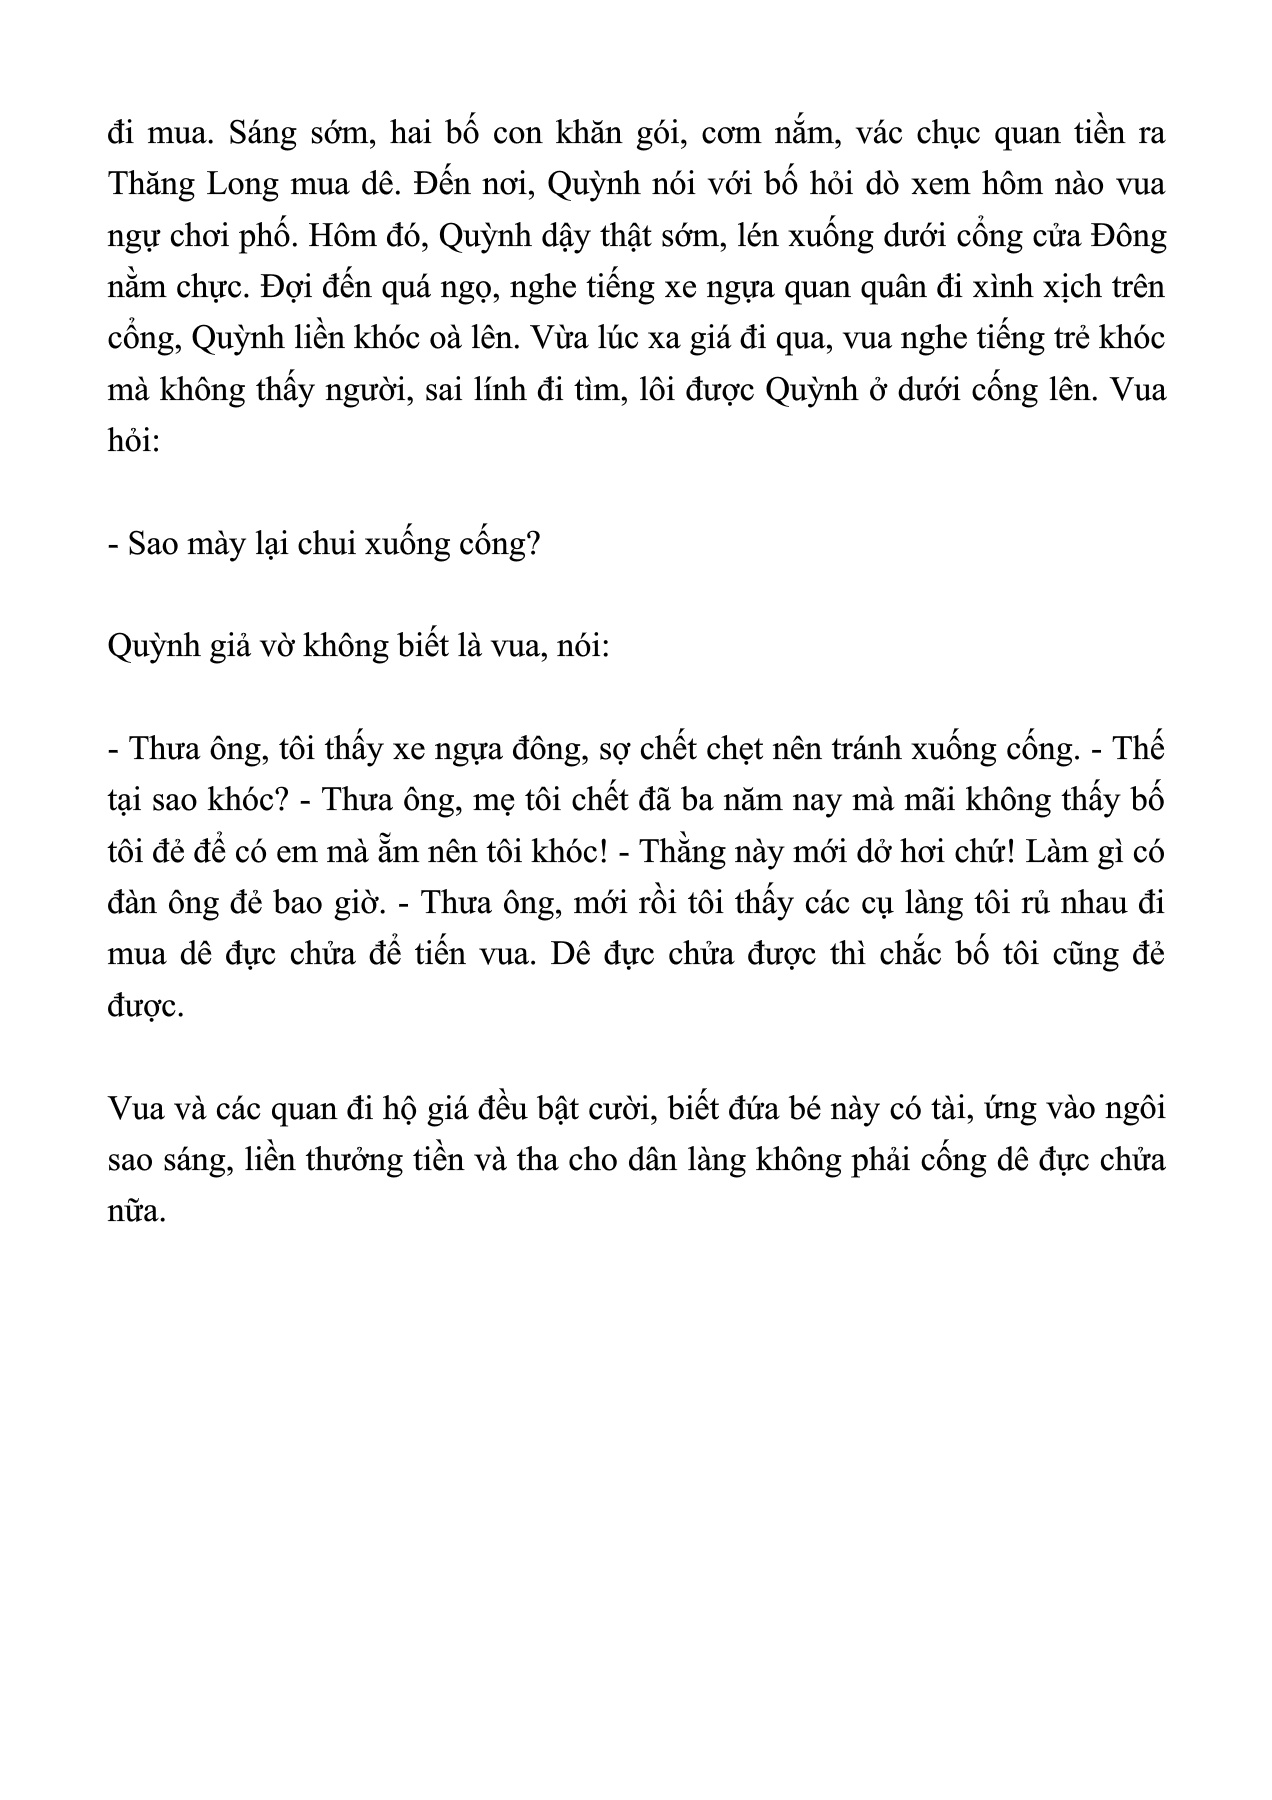 đi mua. Sáng sớm, hai bố con khăn gói, cơm nắm, vác chục quan tiền ra
Thăng Long mua dê. Đến nơi, Quỳnh nói với bố hỏi dò xem hôm nào vua
ngự chơi phố. Hôm đó, Quỳnh dậy thật sớm, lén xuống dưới cổng cửa Đông
nằm chực. Đợi đến quá ngọ, nghe tiếng xe ngựa quan quân đi xình xịch trên
cổng, Quỳnh liền khóc oà lên. Vừa lúc xa giá đi qua, vua nghe tiếng trẻ khóc
mà không thấy người, sai lính đi tìm, lôi được Quỳnh ở dưới cống lên. Vua
hỏi:
- Sao mày lại chui xuống cống?
Quỳnh giả vờ không biết là vua, nói:
- Thưa ông, tôi thấy xe ngựa đông, sợ chết chẹt nên tránh xuống cống. - Thế
tại sao khóc? - Thưa ông, mẹ tôi chết đã ba năm nay mà mãi không thấy bố
tôi đẻ để có em mà ẵm nên tôi khóc! - Thằng này mới dở hơi chứ! Làm gì có
đàn ông đẻ bao giờ. - Thưa ông, mới rồi tôi thấy các cụ làng tôi rủ nhau đi
mua dê đực chửa để tiến vua. Dê đực chửa được thì chắc bố tôi cũng đẻ
được.
Vua và các quan đi hộ giá đều bật cười, biết đứa bé này có tài, ứng vào ngôi
sao sáng, liền thưởng tiền và tha cho dân làng không phải cống dê đực chửa
nữa.